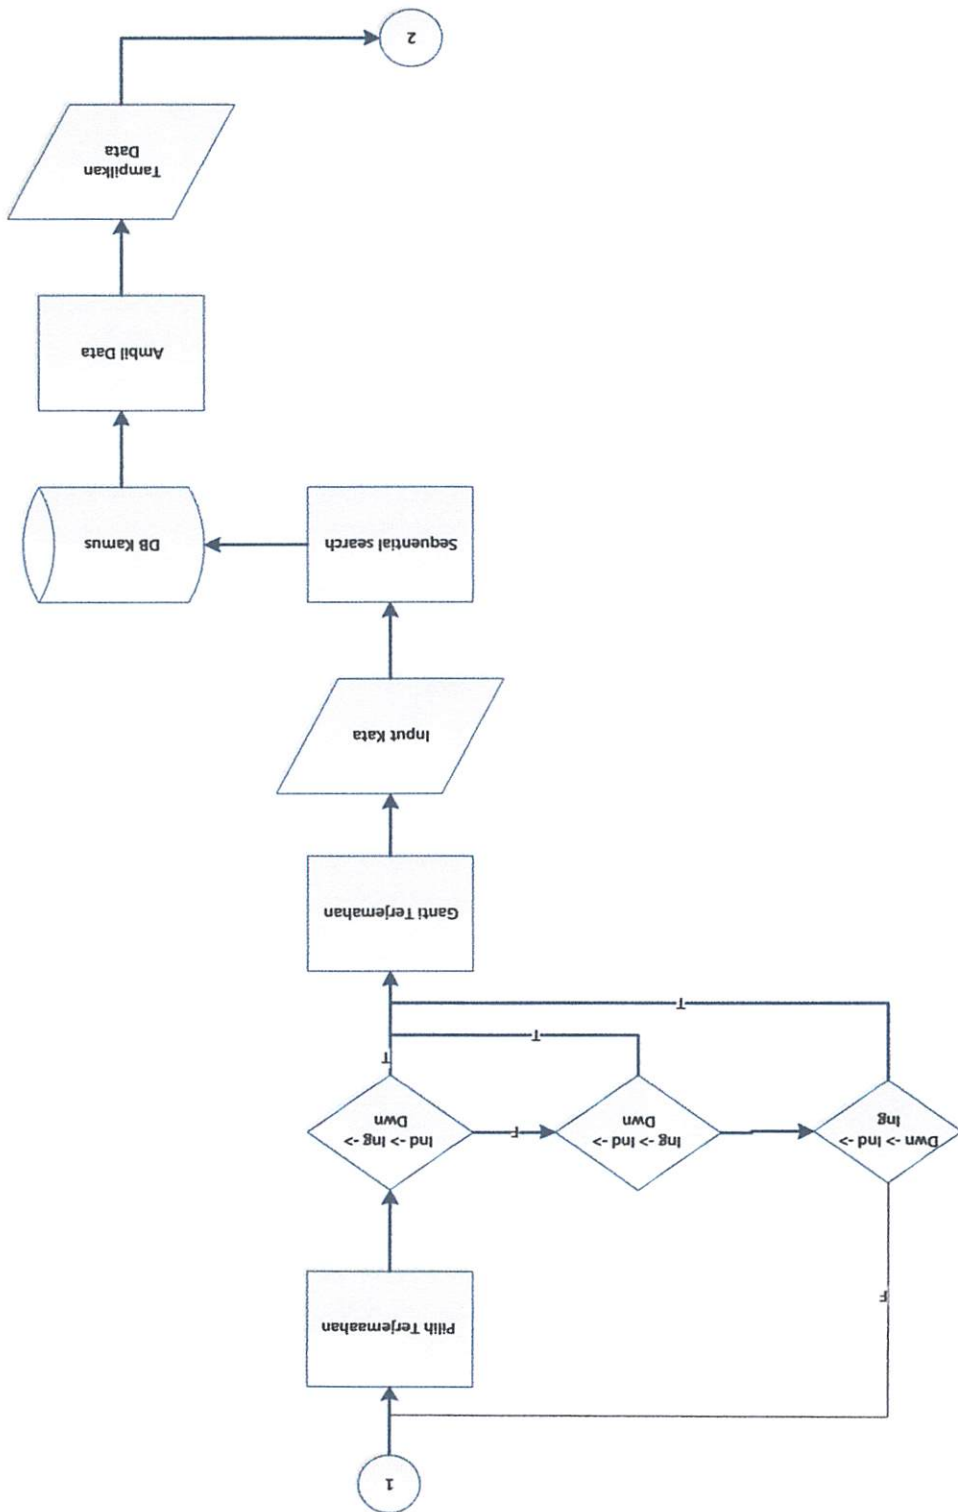 1
Pilih Terjemaahan
F
Ind -> Ing ->
Dwn
F
Ing -> Ind ->
Dwn
Dwn -> Ind ->
Ing
T
T
T
Ganti Terjemahan
Input Kata
Sequential search
DB Kamus
Ambil Data
Tampilkan
Data
2